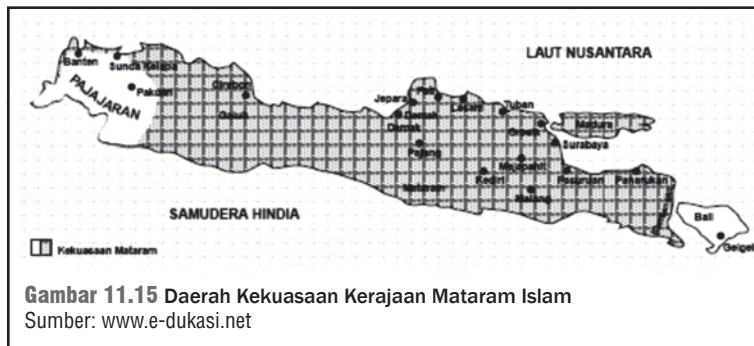 LAUT NUSANTARA
Banten
Sunda Kelapa
PAJAJARAN
Pakuan
Cirebon
Galuh
Jepara
Pati
Demak
Demak
Lasem
Tuban
Gresik
Madura
Surabaya
Pajang
Majapahit
Kediri
Pasuruan
Panarukan
Mataram
Malang
SAMUDERA HINDIA
Bali
Gelgel
Kekuasaan Mataram
Gambar 11.15 Daerah Kekuasaan Kerajaan Mataram Islam
Sumber: www.e-dukasi.net